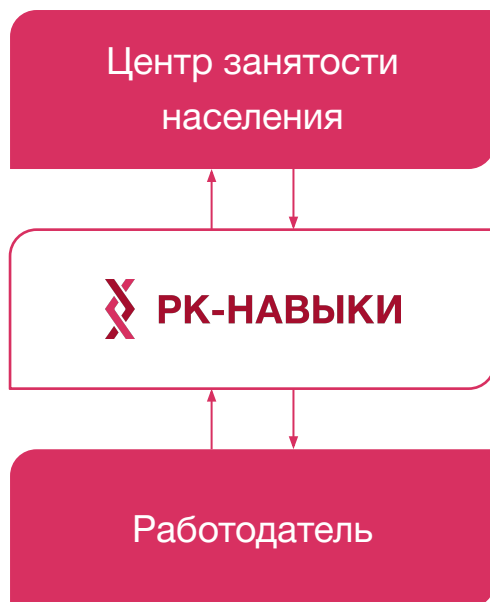 Центр занятости
населения
РК-НАВЫКИ
Работодатель